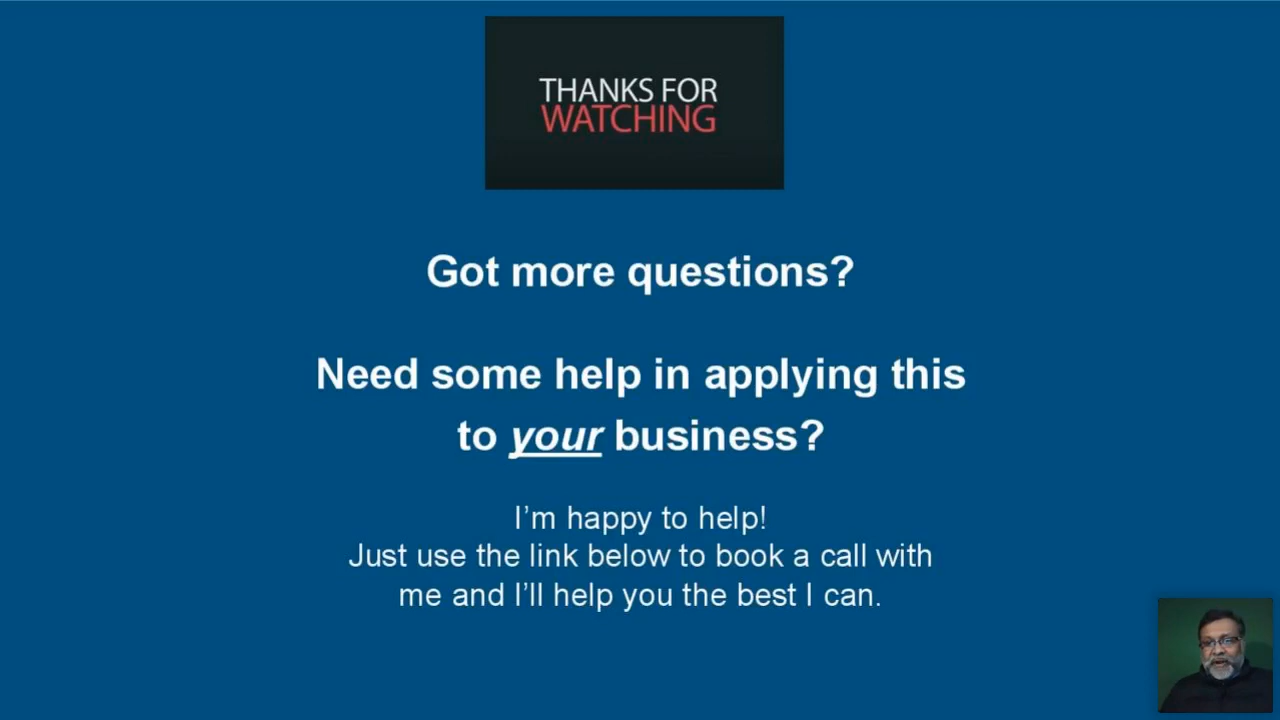 THANKS FOR
WATCHING
Got more questions?
Need some help in applying this
to your business?
I’m happy to help!
Just use the link below to book a call with
me and I’ll help you the best I can.